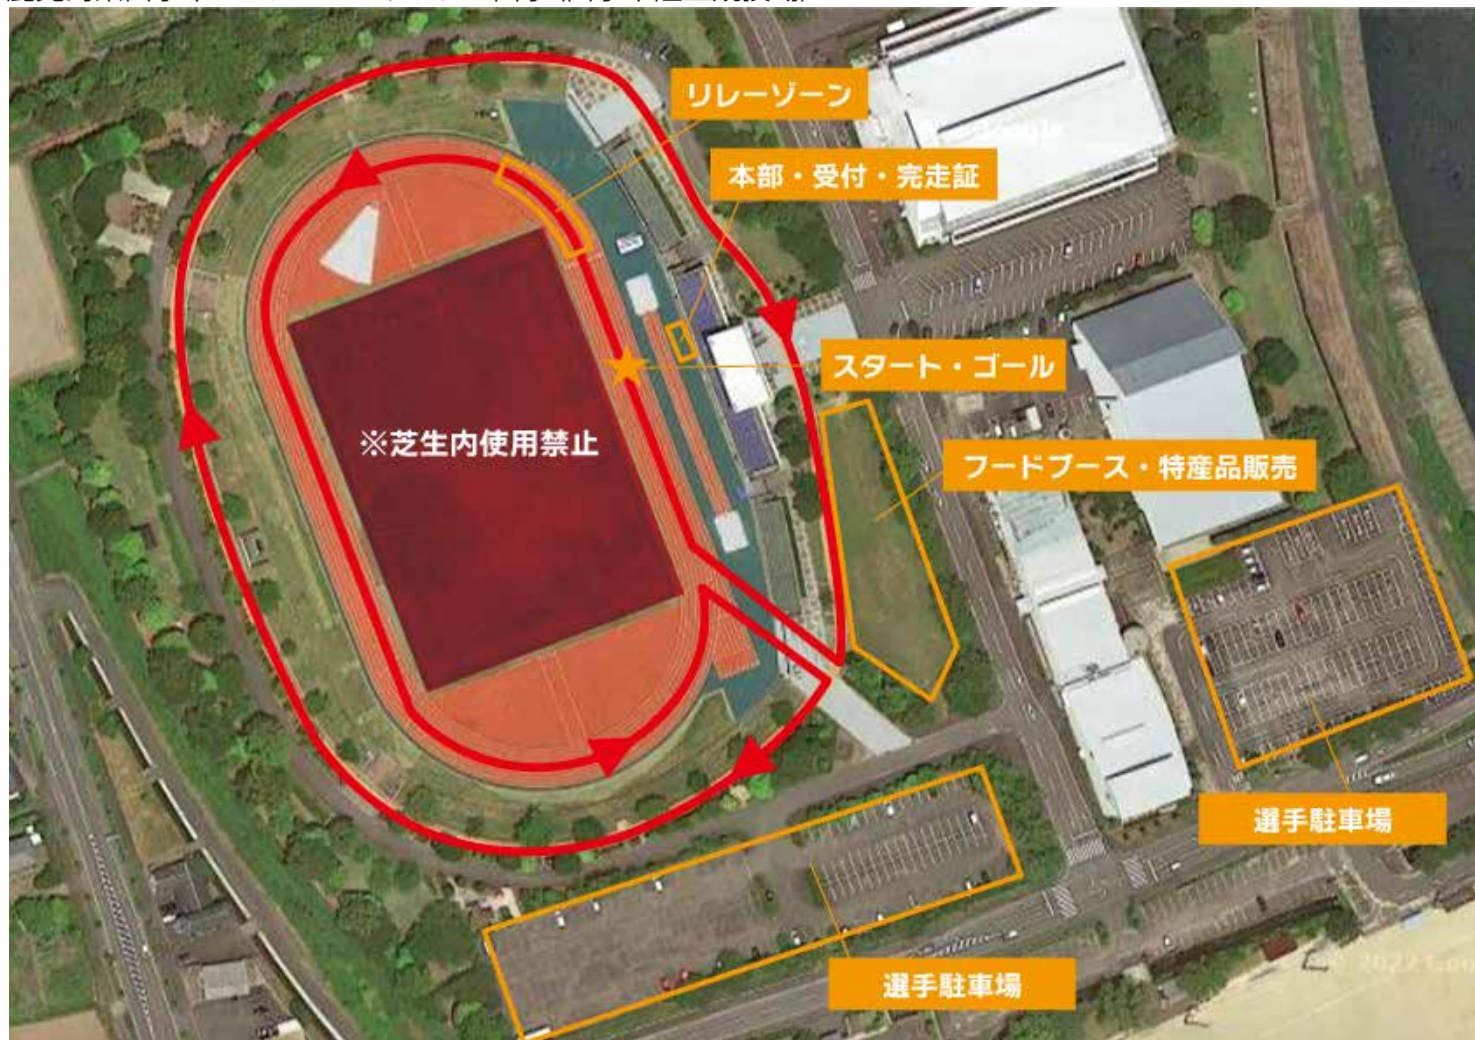 リレーゾーン
本部・受付・完走証
スタート・ゴール
※芝生内使用禁止
フードブース・特産品販売
選手駐車場
選手駐車場